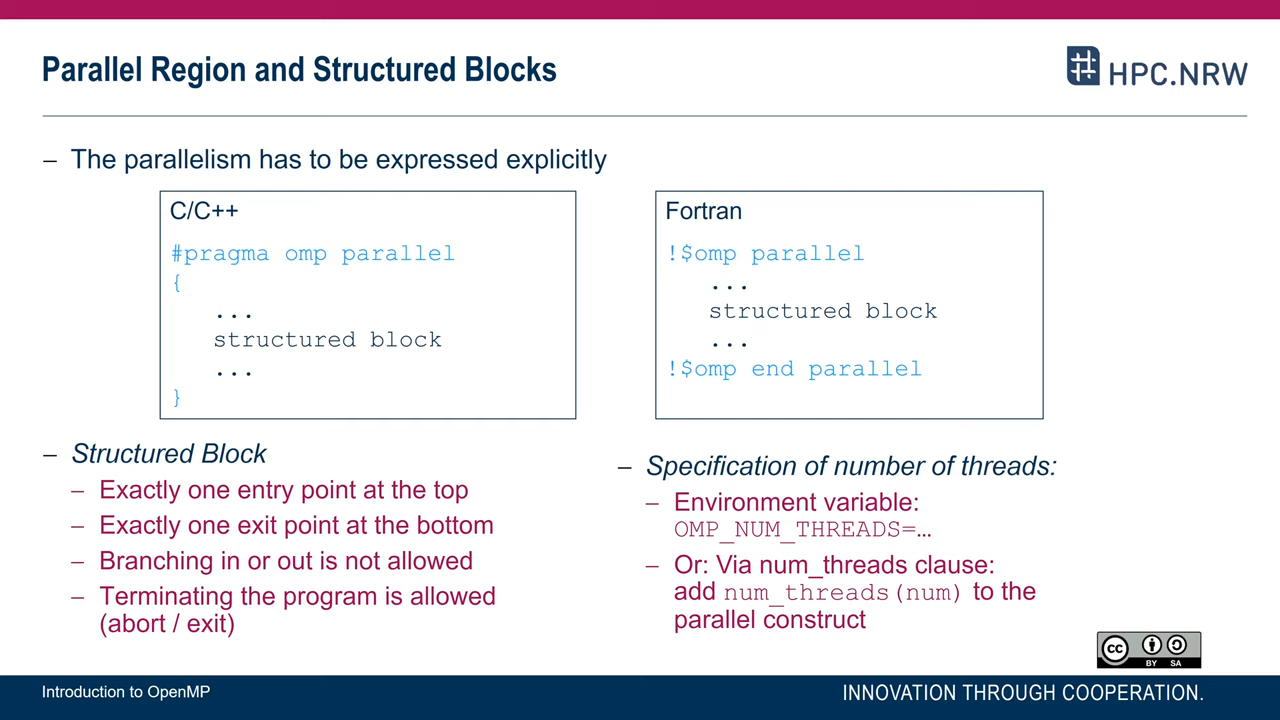 Parallel Region and Structured Blocks
HPC.NRW
– The parallelism has to be expressed explicitly
C/C++
#pragma omp parallel
{
...
structured block
...
}
Fortran
!$omp parallel
...
structured block
...
!$omp end parallel
– Structured Block
– Exactly one entry point at the top
– Exactly one exit point at the bottom
– Branching in or out is not allowed
– Terminating the program is allowed
(abort / exit)
– Specification of number of threads:
– Environment variable:
OMP_NUM_THREADS=…
– Or: Via num_threads clause:
add num_threads(num) to the
parallel construct
cc BY SA
Introduction to OpenMP
INNOVATION THROUGH COOPERATION.